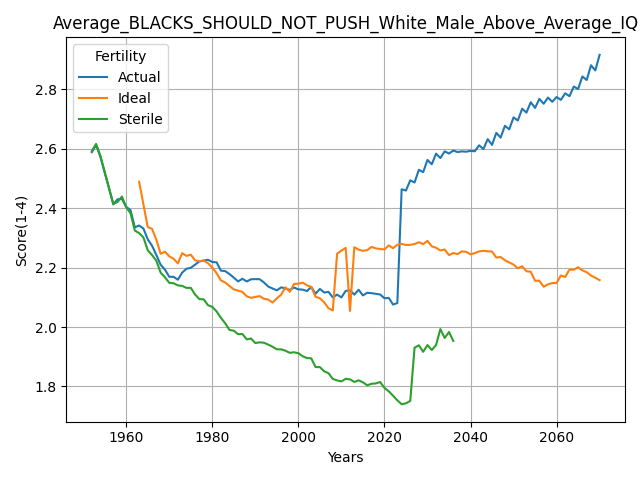 Average_BLACKS_SHOULD_NOT_PUSH_White_Male_Above_Average_IQ
Fertility
Actual
Ideal
Sterile
Score(1-4)
2.8
2.6
2.4
2.2
2.0
1.8
1960
1980
2000
2020
2040
2060
Years